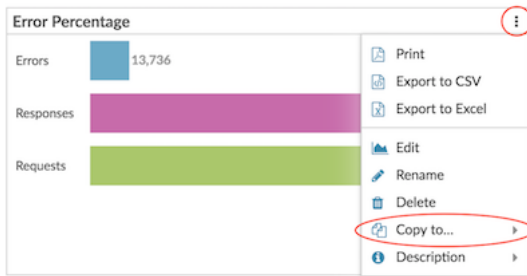 Error Percentage
Errors
13,736
Responses
Requests
Print
Export to CSV
Export to Excel
Edit
Rename
Delete
Copy to...
Description